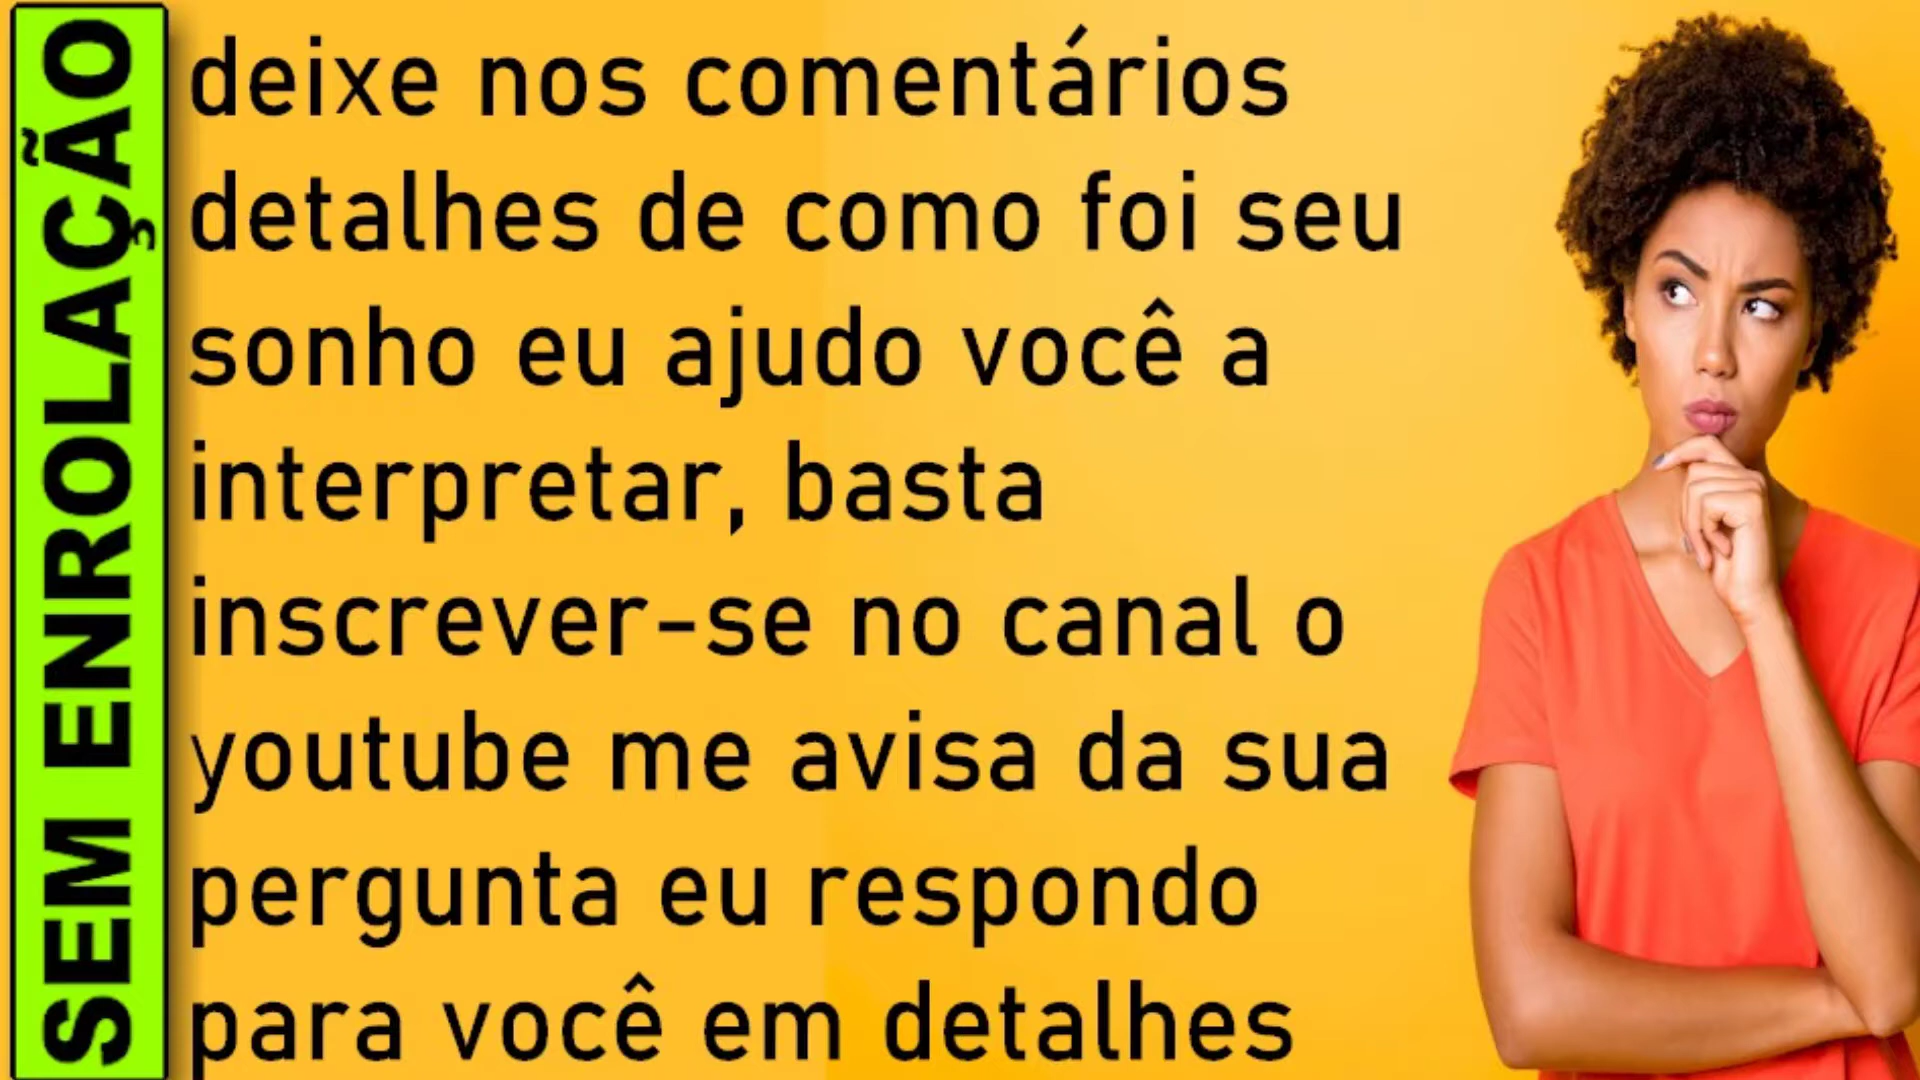 SEM ENROLAÇÃO
deixe nos comentários
detalhes de como foi seu
sonho eu ajudo você a
interpretar, basta
inscrever-se no canal o
youtube me avisa da sua
pergunta eu respondo
para você em detalhes